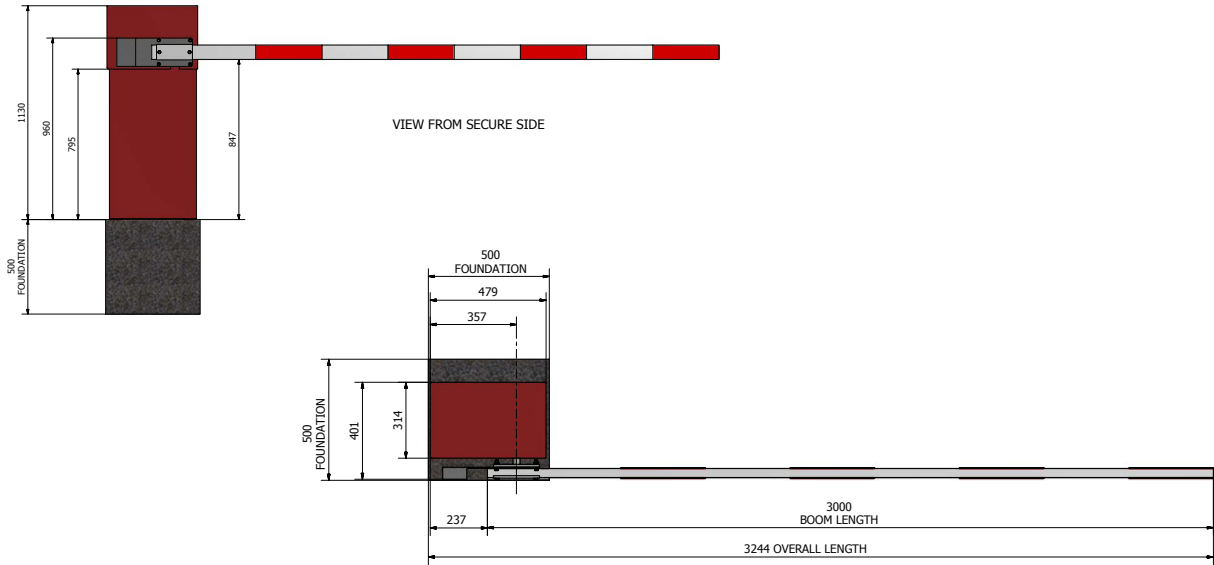 1130
960
795
847
500
FOUNDATION
VIEW FROM SECURE SIDE
500
FOUNDATION
479
357
500
FOUNDATION
401
314
237
3000
BOOM LENGTH
3244 OVERALL LENGTH